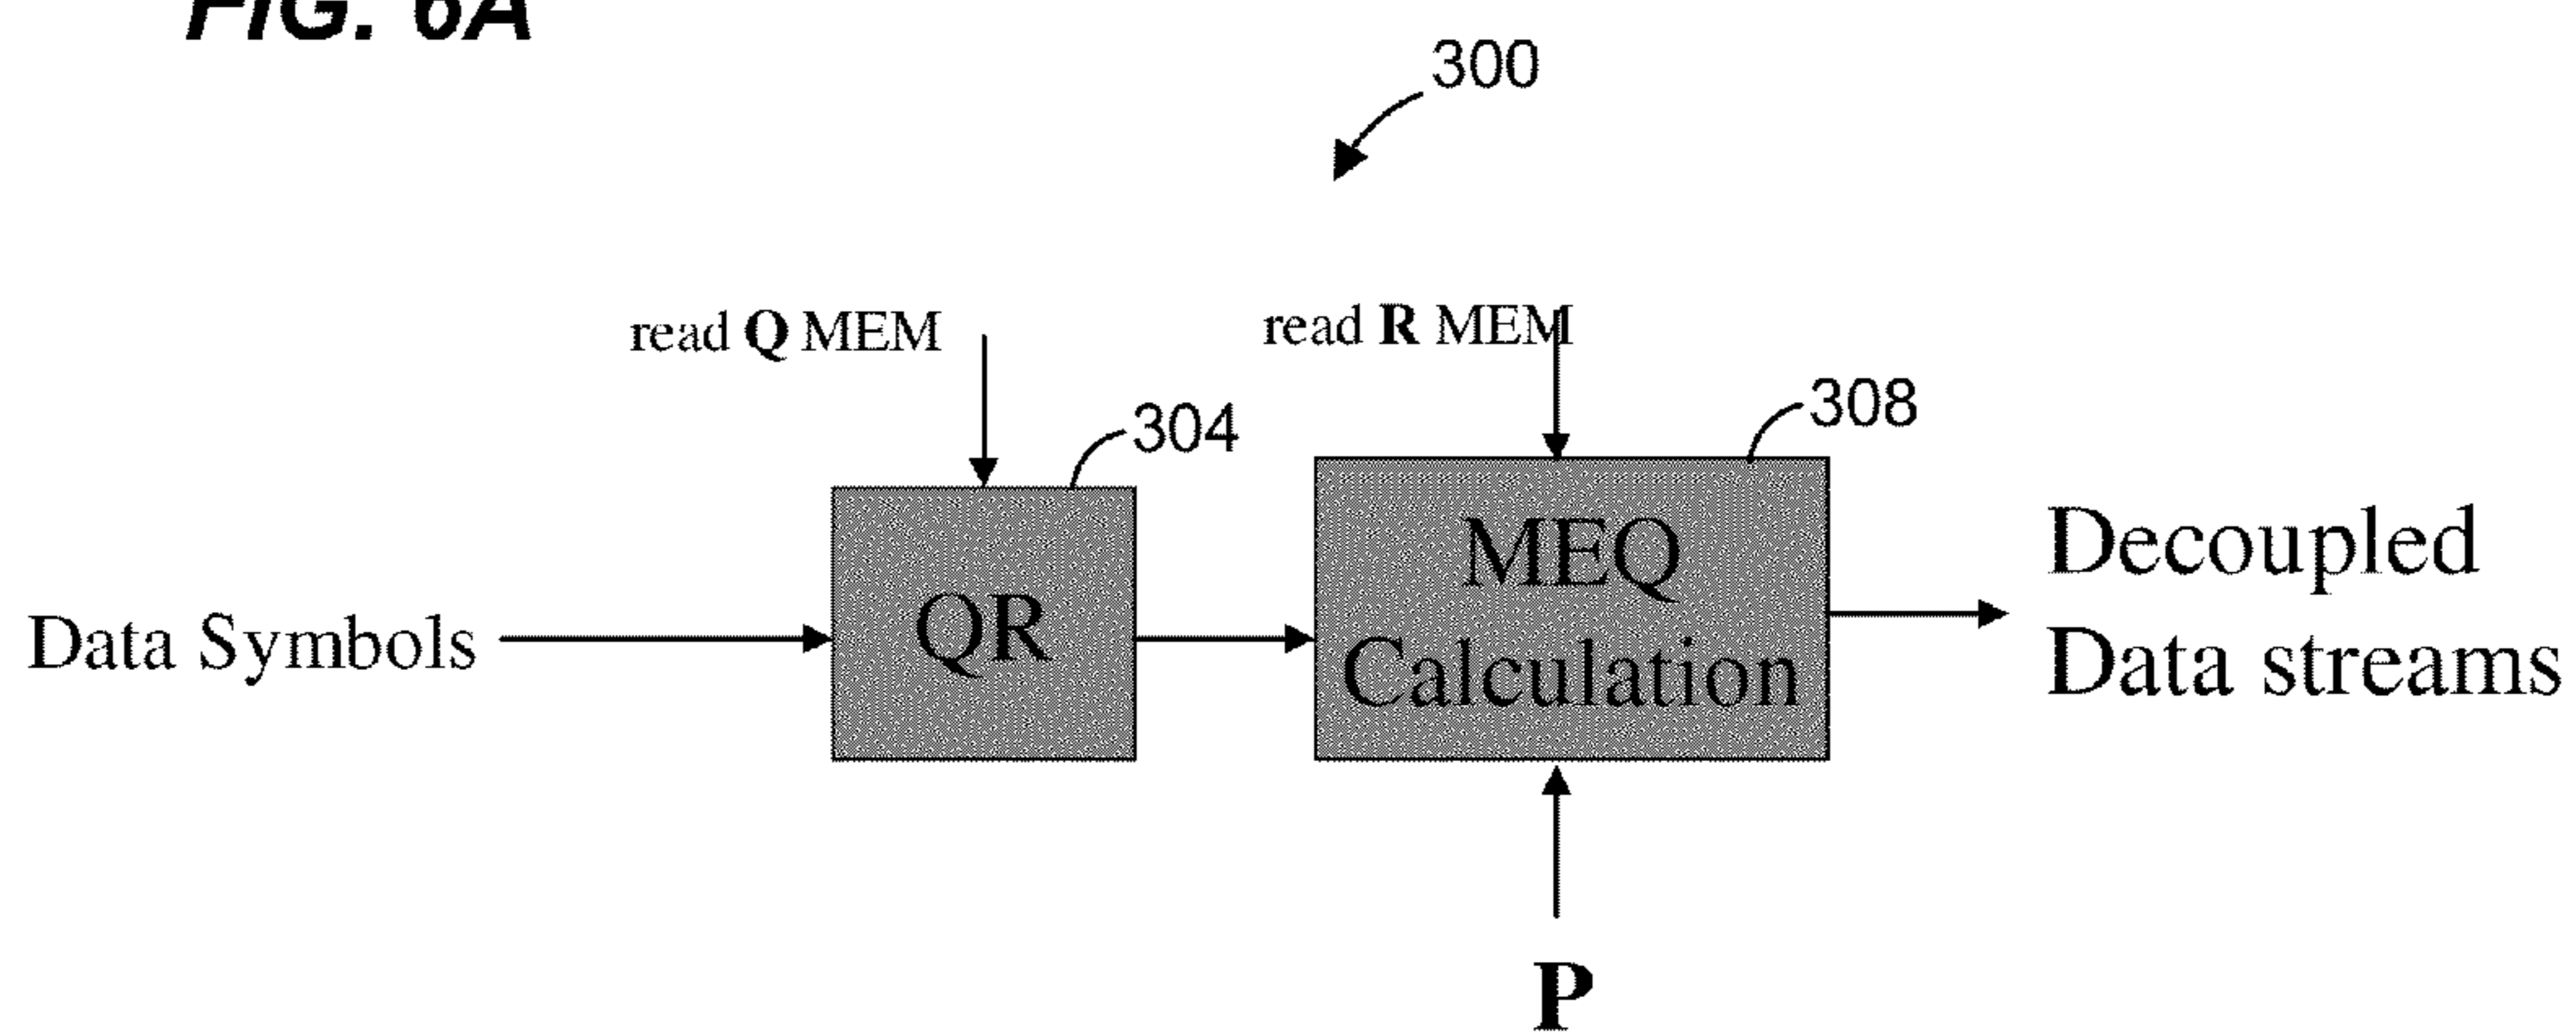 FIG. 6A
300
read Q MEM
read R MEM
304
308
Data Symbols
QR
MEQ
Calculation
Decoupled
Data streams
P